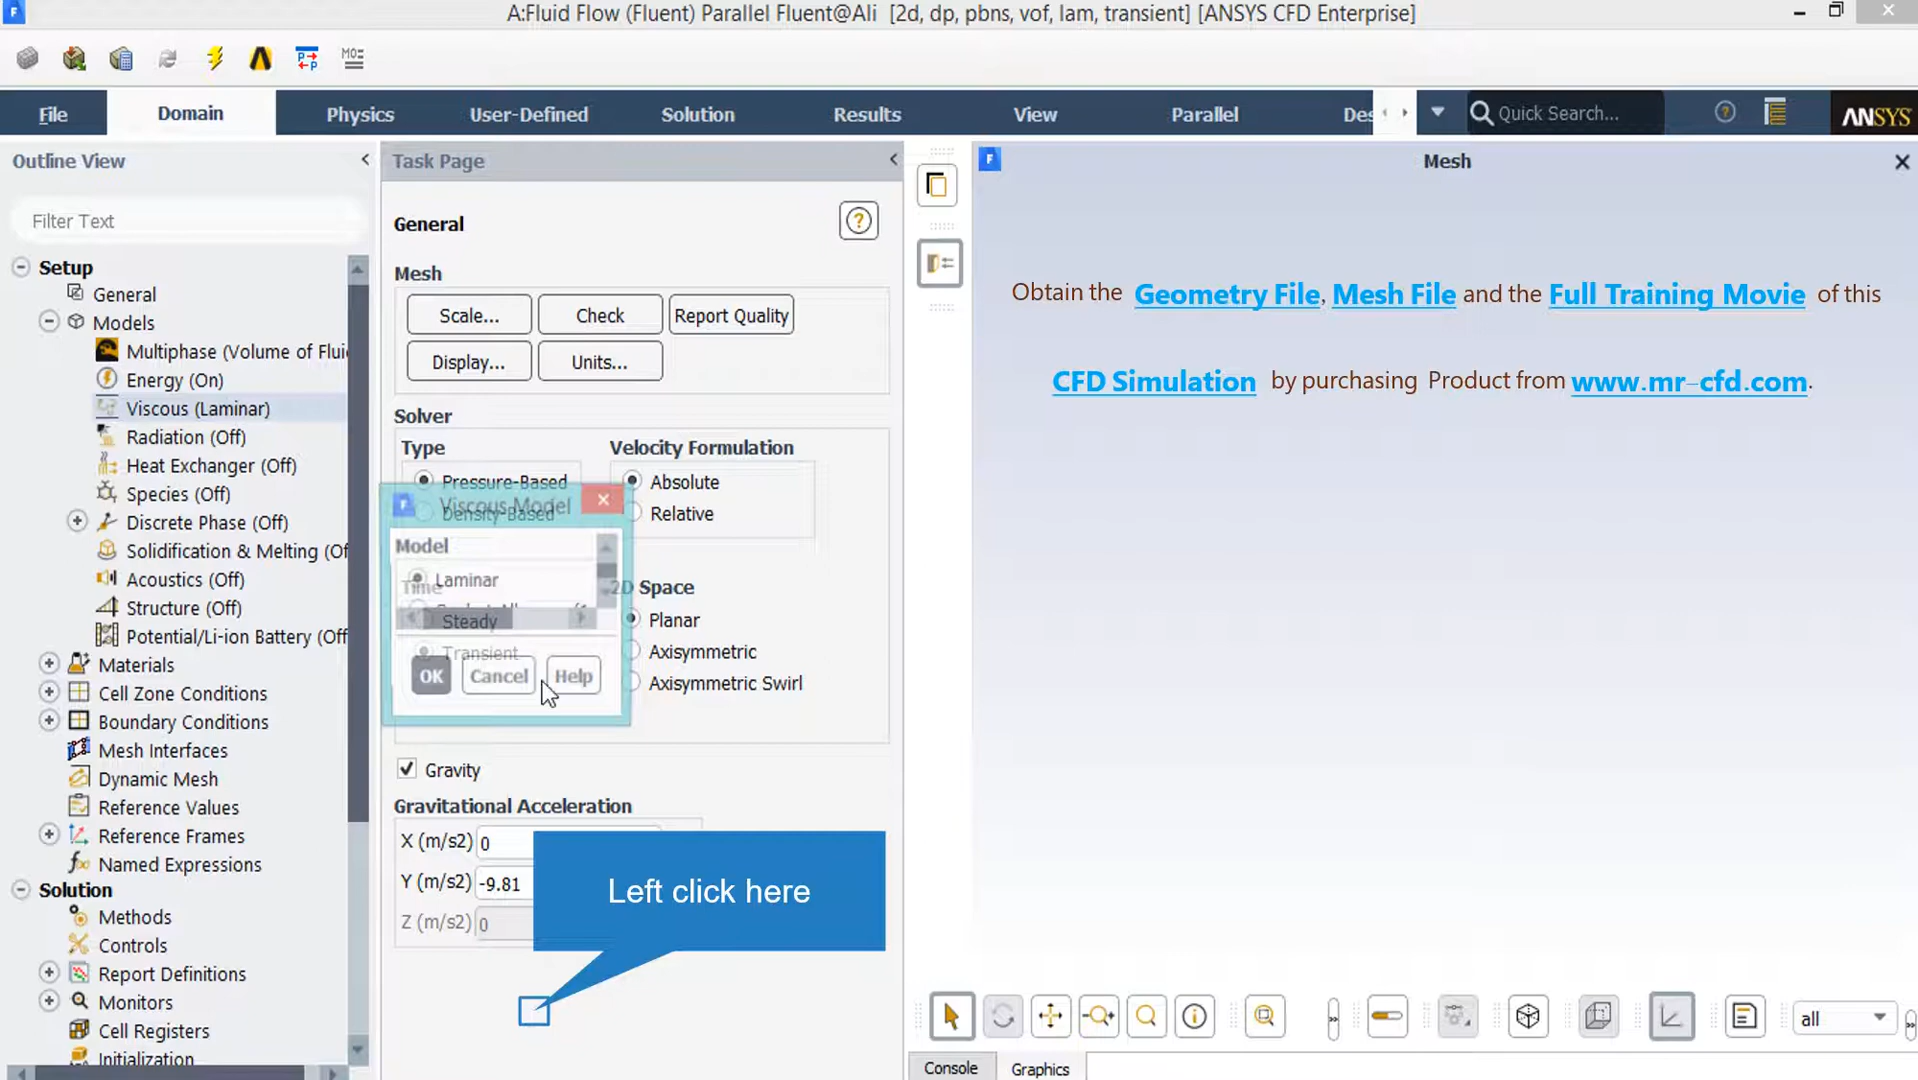 A:Fluid Flow (Fluent) Parallel Fluent@Ali [2d, dp, pbns, vof, lam, transient] [ANSYS CFD Enterprise]
File Domain Physics User-Defined Solution Results View Parallel Des Quick Search... ANSYS
Outline View
Filter Text
Setup
General
Models
Multiphase (Volume of Flui
Energy (On)
Viscous (Laminar)
Radiation (Off)
Heat Exchanger (Off)
Species (Off)
Discrete Phase (Off)
Solidification & Melting (Of
Acoustics (Off)
Structure (Off)
Potential/Li-ion Battery (Off
Materials
Cell Zone Conditions
Boundary Conditions
Mesh Interfaces
Dynamic Mesh
Reference Values
Reference Frames
Named Expressions
Solution
Methods
Controls
Report Definitions
Monitors
Cell Registers
Initialization
Task Page
General
Mesh
Scale... Check Report Quality
Display... Units...
Solver
Type
Velocity Formulation
Pressure-Based
Absolute
Density-Based
Relative
Viscous Model
Model
Laminar
Time
2D Space
Steady
Planar
Transient
Axisymmetric
OK Cancel Help
Axisymmetric Swirl
Gravity
Gravitational Acceleration
X (m/s2) 0
Y (m/s2) -9.81
Z (m/s2) 0
Left click here
Mesh
Obtain the Geometry File, Mesh File and the Full Training Movie of this
CFD Simulation by purchasing Product from www.mr-cfd.com.
all
Console Graphics